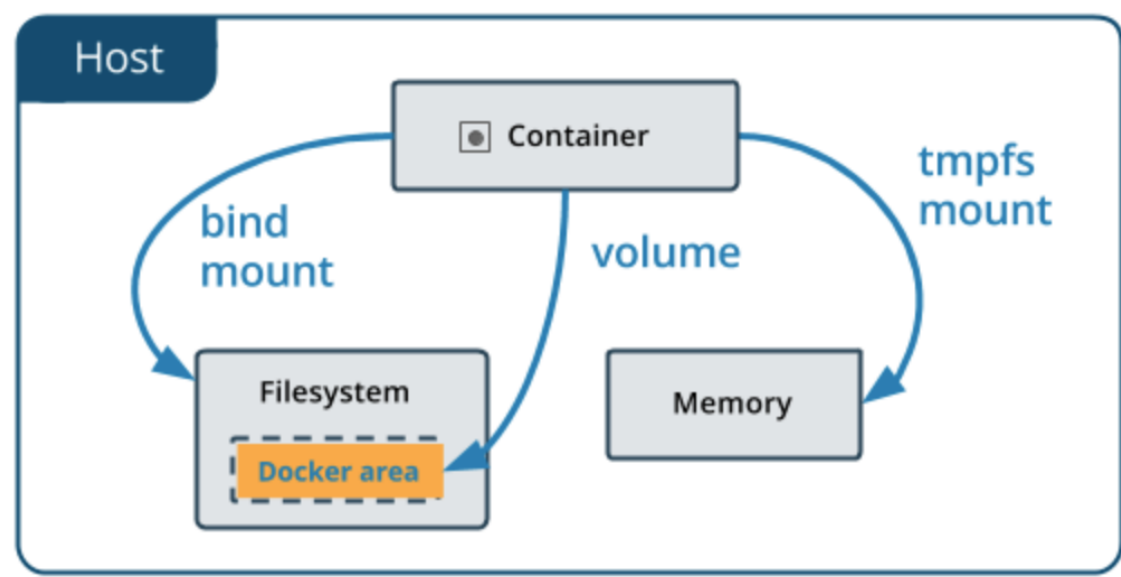 Host
Container
bind
mount
volume
tmpfs
mount
Filesystem
Docker area
Memory